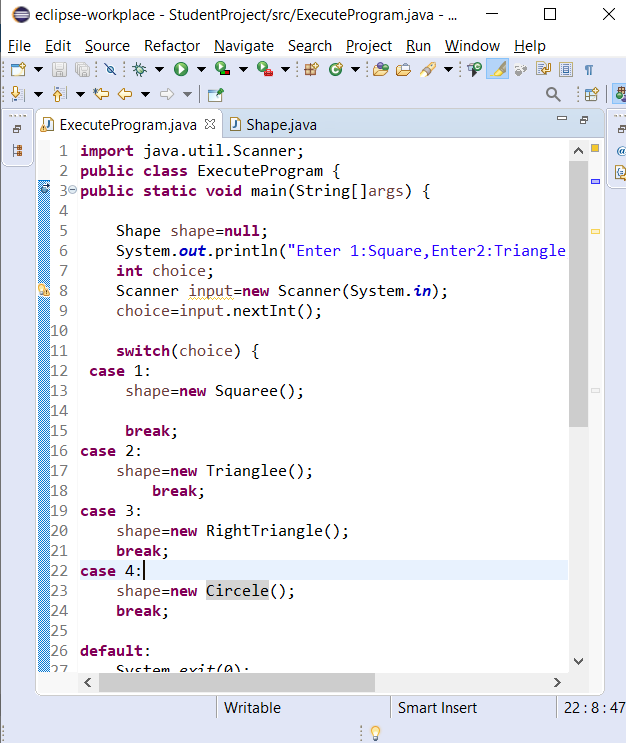 eclipse-workplace - StudentProject/src/ExecuteProgram.java - ...
File Edit Source Refactor Navigate Search Project Run Window Help
ExecuteProgram.java Shape.java
1 import java.util.Scanner;
2 public class ExecuteProgram {
3 public static void main(String[]args) {
4
5 Shape shape=null;
6 System.out.println("Enter 1:Square,Enter2:Triangle
7 int choice;
8 Scanner input=new Scanner(System.in);
9 choice=input.nextInt();
10
11 switch(choice) {
12 case 1:
13 shape=new Squaree();
14
15 break;
16 case 2:
17 shape=new Trianglee();
18 break;
19 case 3:
20 shape=new RightTriangle();
21 break;
22 case 4:
23 shape=new Circele();
24 break;
25
26 default:
27 System.exit(0);
Writable Smart Insert 22 : 8 : 47